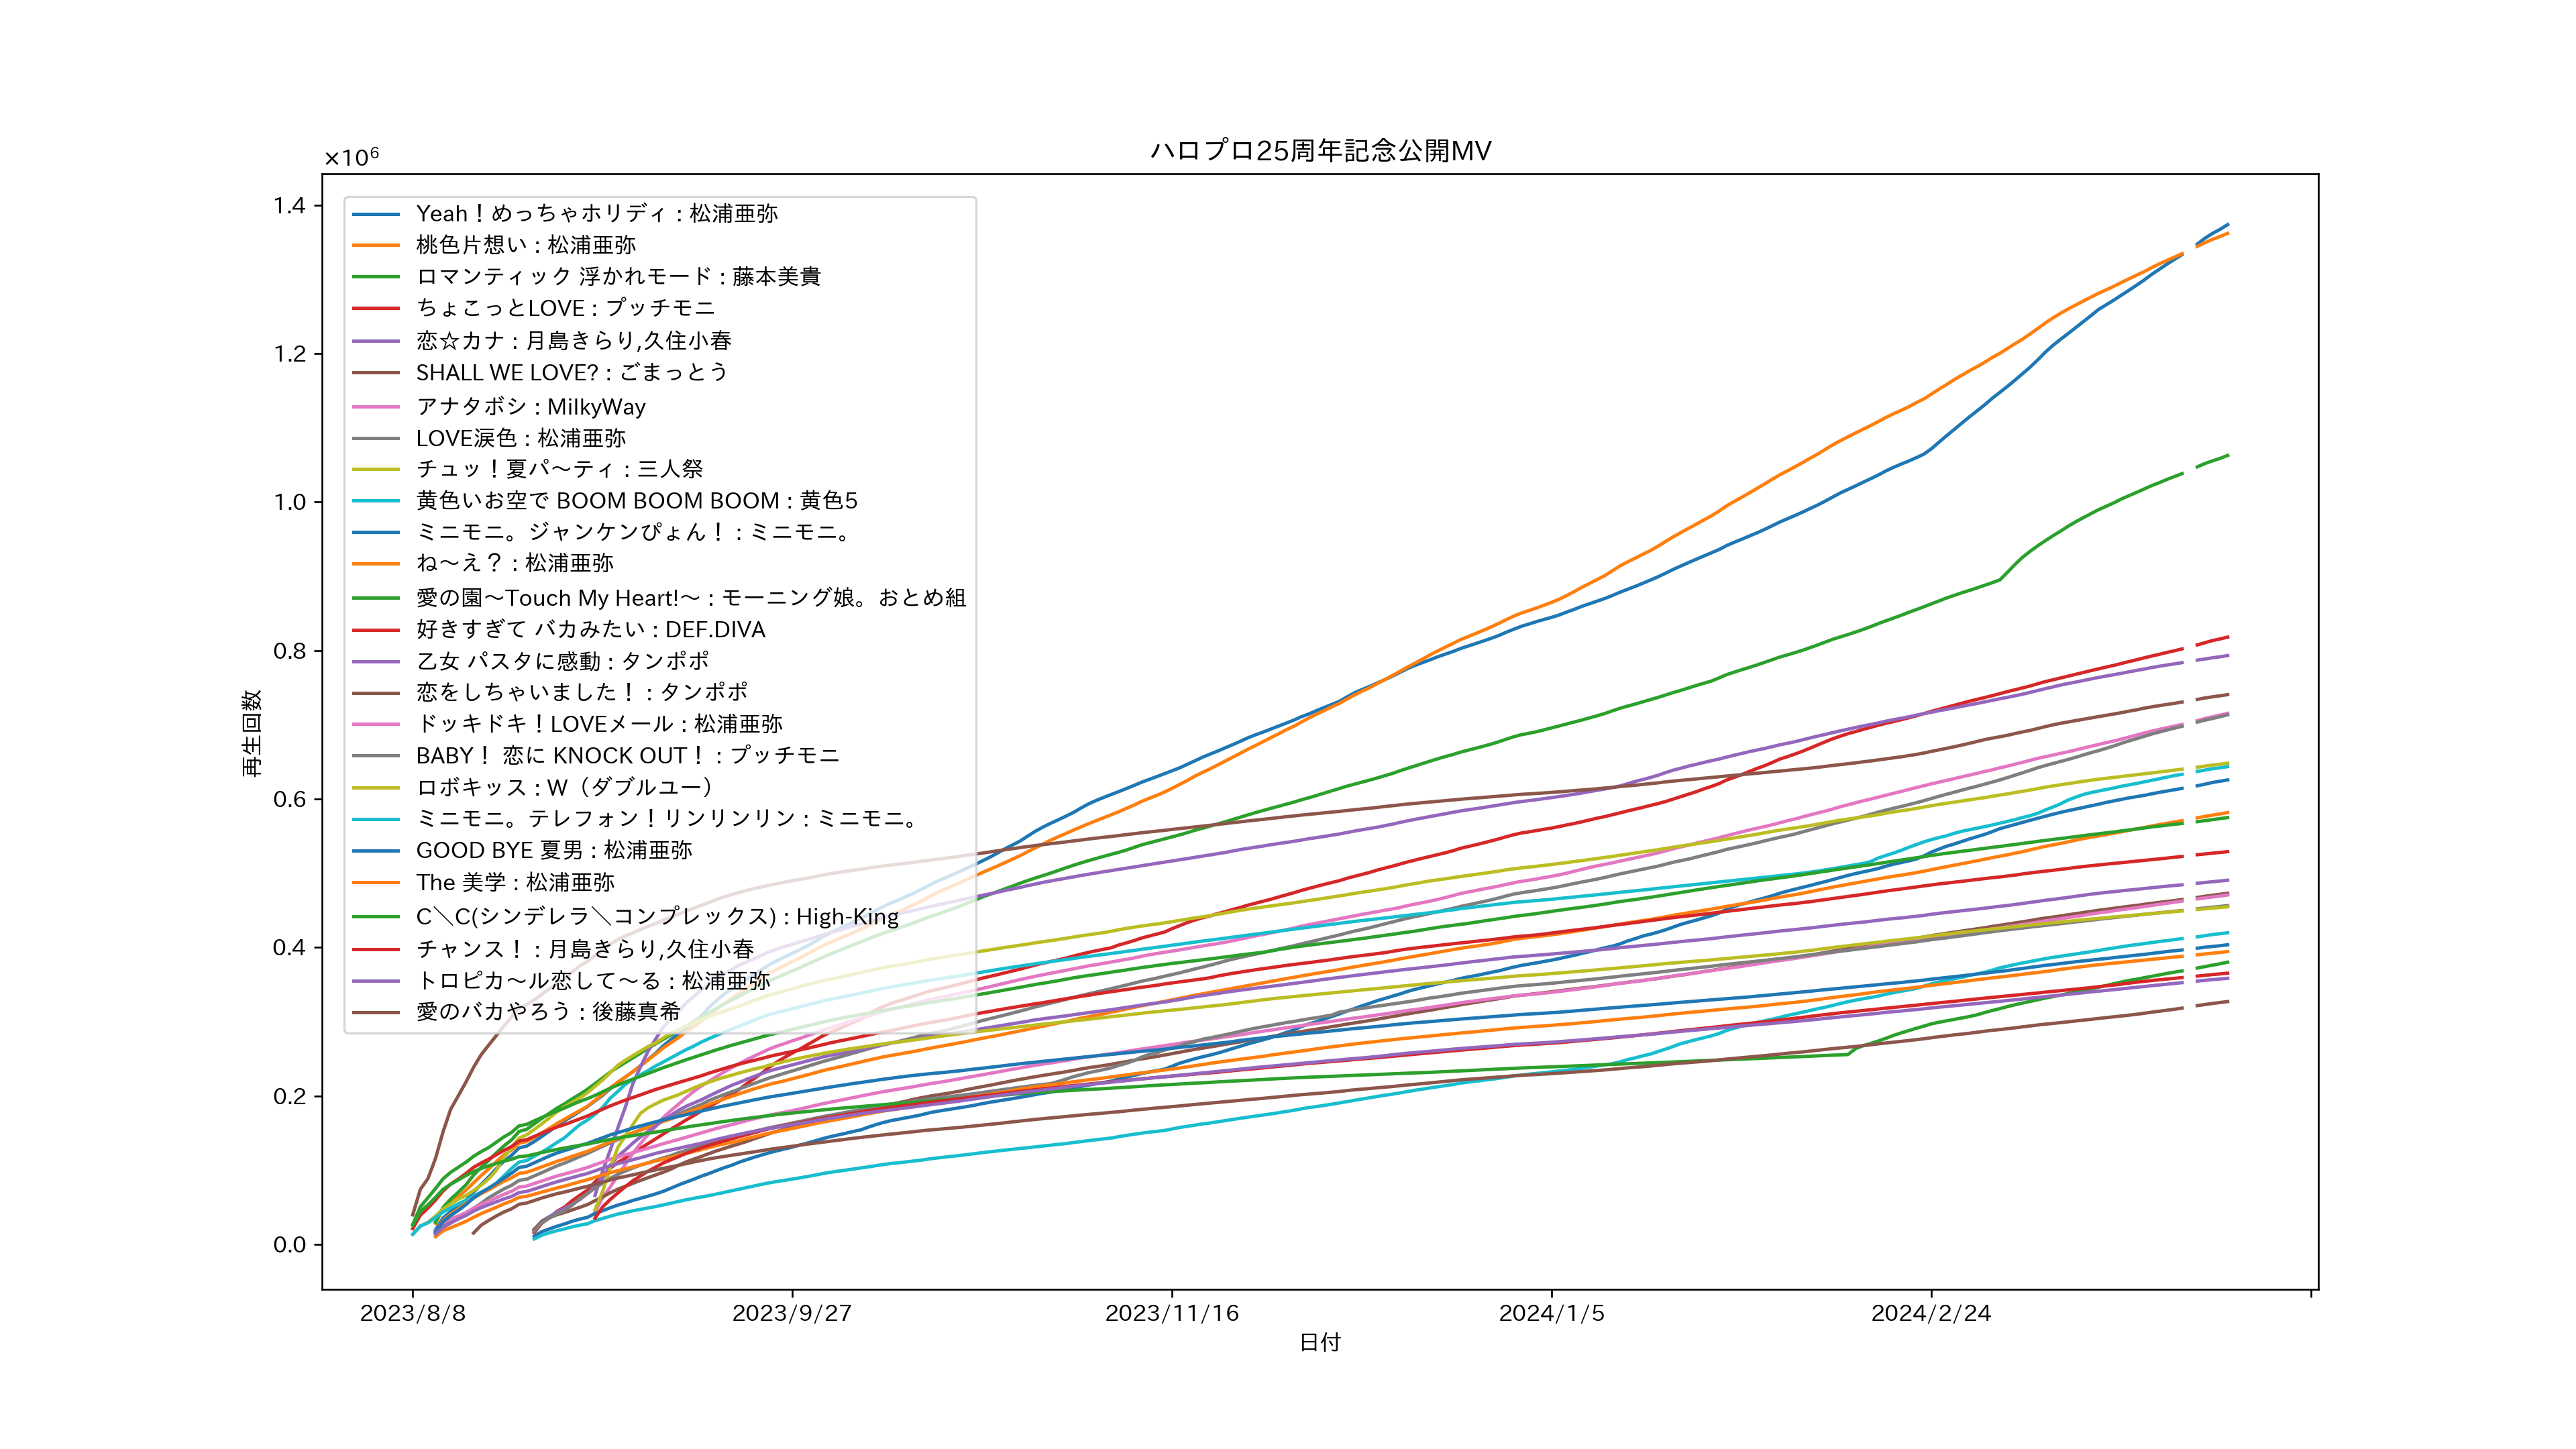 ハロプロ25周年記念公開MV
×10⁶
1.4
1.2
1.0
0.8
0.6
0.4
0.2
0.0
再生回数
Yeah！めっちゃホリディ : 松浦亜弥
桃色片想い : 松浦亜弥
ロマンティック 浮かれモード : 藤本美貴
ちょこっとLOVE : プッチモニ
恋☆カナ : 月島きらり,久住小春
SHALL WE LOVE? : ごまっとう
アナタボシ : MilkyWay
LOVE涙色 : 松浦亜弥
チュッ！夏パ〜ティ : 三人祭
黄色いお空で BOOM BOOM BOOM : 黄色5
ミニモニ。ジャンケンぴょん！ : ミニモニ。
ね〜え？ : 松浦亜弥
愛の園〜Touch My Heart!〜 : モーニング娘。おとめ組
好きすぎて バカみたい : DEF.DIVA
乙女 パスタに感動 : タンポポ
恋をしちゃいました！ : タンポポ
ドッキドキ！LOVEメール : 松浦亜弥
BABY！ 恋に KNOCK OUT！ : プッチモニ
ロボキッス : W（ダブルユー）
ミニモニ。テレフォン！リンリンリン : ミニモニ。
GOOD BYE 夏男 : 松浦亜弥
The 美学 : 松浦亜弥
C＼C(シンデレラ＼コンプレックス) : High-King
チャンス！ : 月島きらり,久住小春
トロピカ〜ル恋して〜る : 松浦亜弥
愛のバカやろう : 後藤真希
2023/8/8
2023/9/27
2023/11/16
2024/1/5
2024/2/24
日付